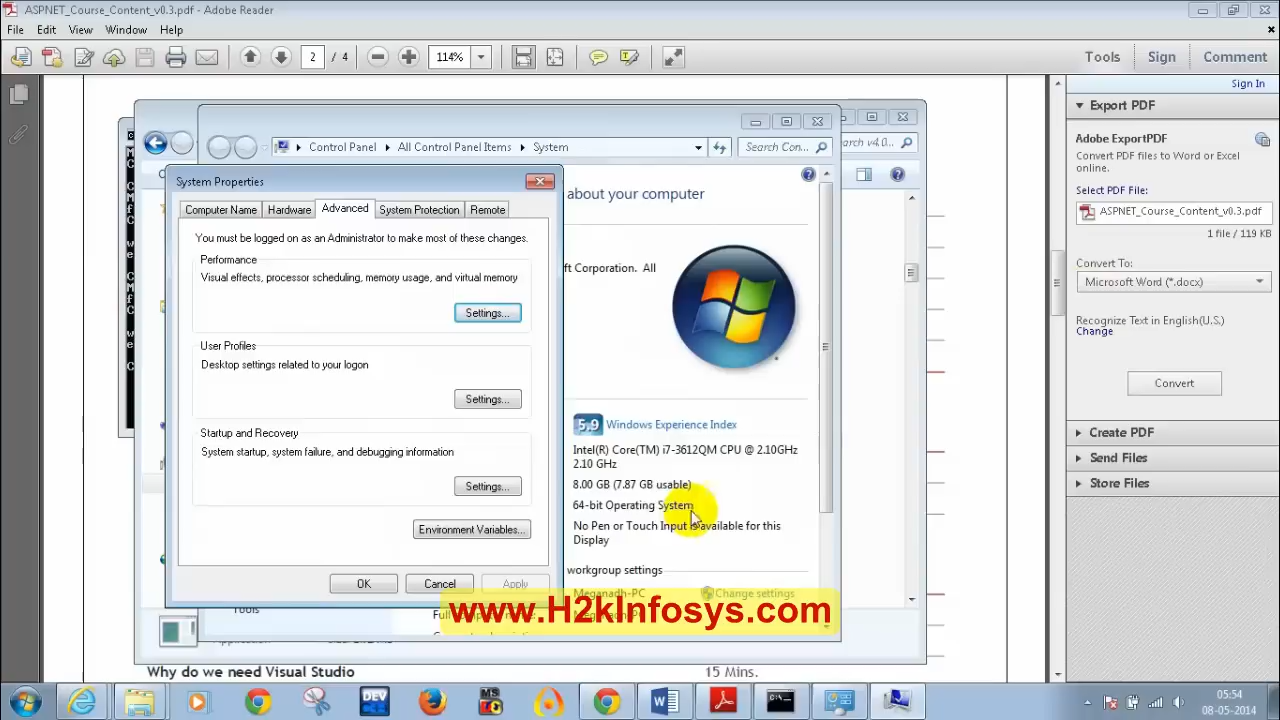 ASPNET_Course_Content_v0.3.pdf - Adobe Reader
File Edit View Window Help
2 / 4 114% Tools Sign Comment
Sign In
Export PDF
Adobe ExportPDF
Convert PDF files to Word or Excel
online.
Select PDF File:
ASPNET_Course_Content_v0.3.pdf
1 file / 119 KB
Convert To:
Microsoft Word (*.docx)
Recognize Text in English(U.S.)
Change
Convert
Create PDF
Send Files
Store Files
Control Panel All Control Panel Items System Search Con...
arch v4.0...
System Properties
Computer Name Hardware Advanced System Protection Remote
You must be logged on as an Administrator to make most of these changes.
Performance
Visual effects, processor scheduling, memory usage, and virtual memory
Settings...
User Profiles
Desktop settings related to your logon
Settings...
Startup and Recovery
System startup, system failure, and debugging information
Settings...
Environment Variables...
OK Cancel Apply
about your computer
ft Corporation. All
5.9 Windows Experience Index
Intel(R) Core(TM) i7-3612QM CPU @ 2.10GHz
2.10 GHz
8.00 GB (7.87 GB usable)
64-bit Operating System
No Pen or Touch Input is available for this
Display
workgroup settings
Meganadh-PC Change settings
www.H2kInfosys.com
Tools
Why do we need Visual Studio 15 Mins.
DEV
MS
05:54
08-05-2014